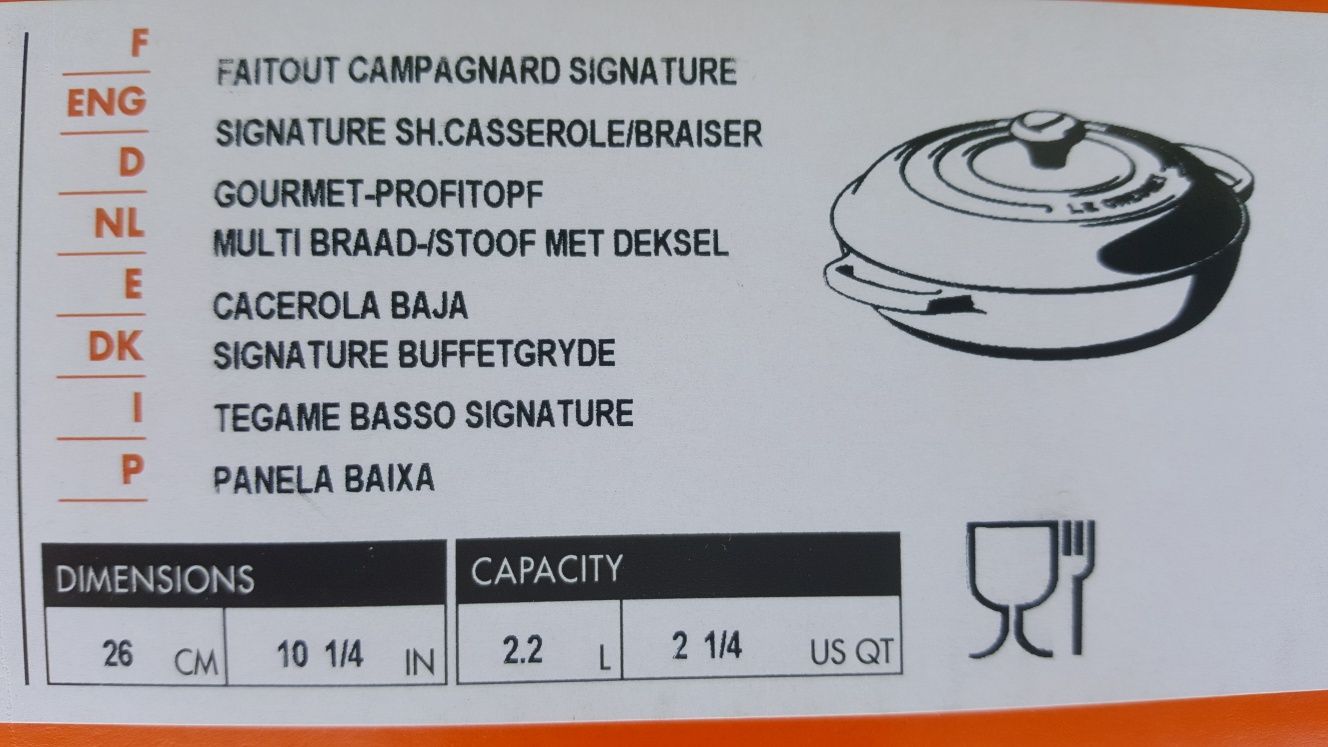 F FAITOUT CAMPAGNARD SIGNATURE
ENG SIGNATURE SH.CASSEROLE/BRAISER
D GOURMET-PROFITOPF
NL MULTI BRAAD-/STOOF MET DEKSEL
E CACEROLA BAJA
DK SIGNATURE BUFFETGRYDE
I TEGAME BASSO SIGNATURE
P PANELA BAIXA
LE CREUSET
DIMENSIONS CAPACITY
26 CM 10 1/4 IN 2.2 L 2 1/4 US QT